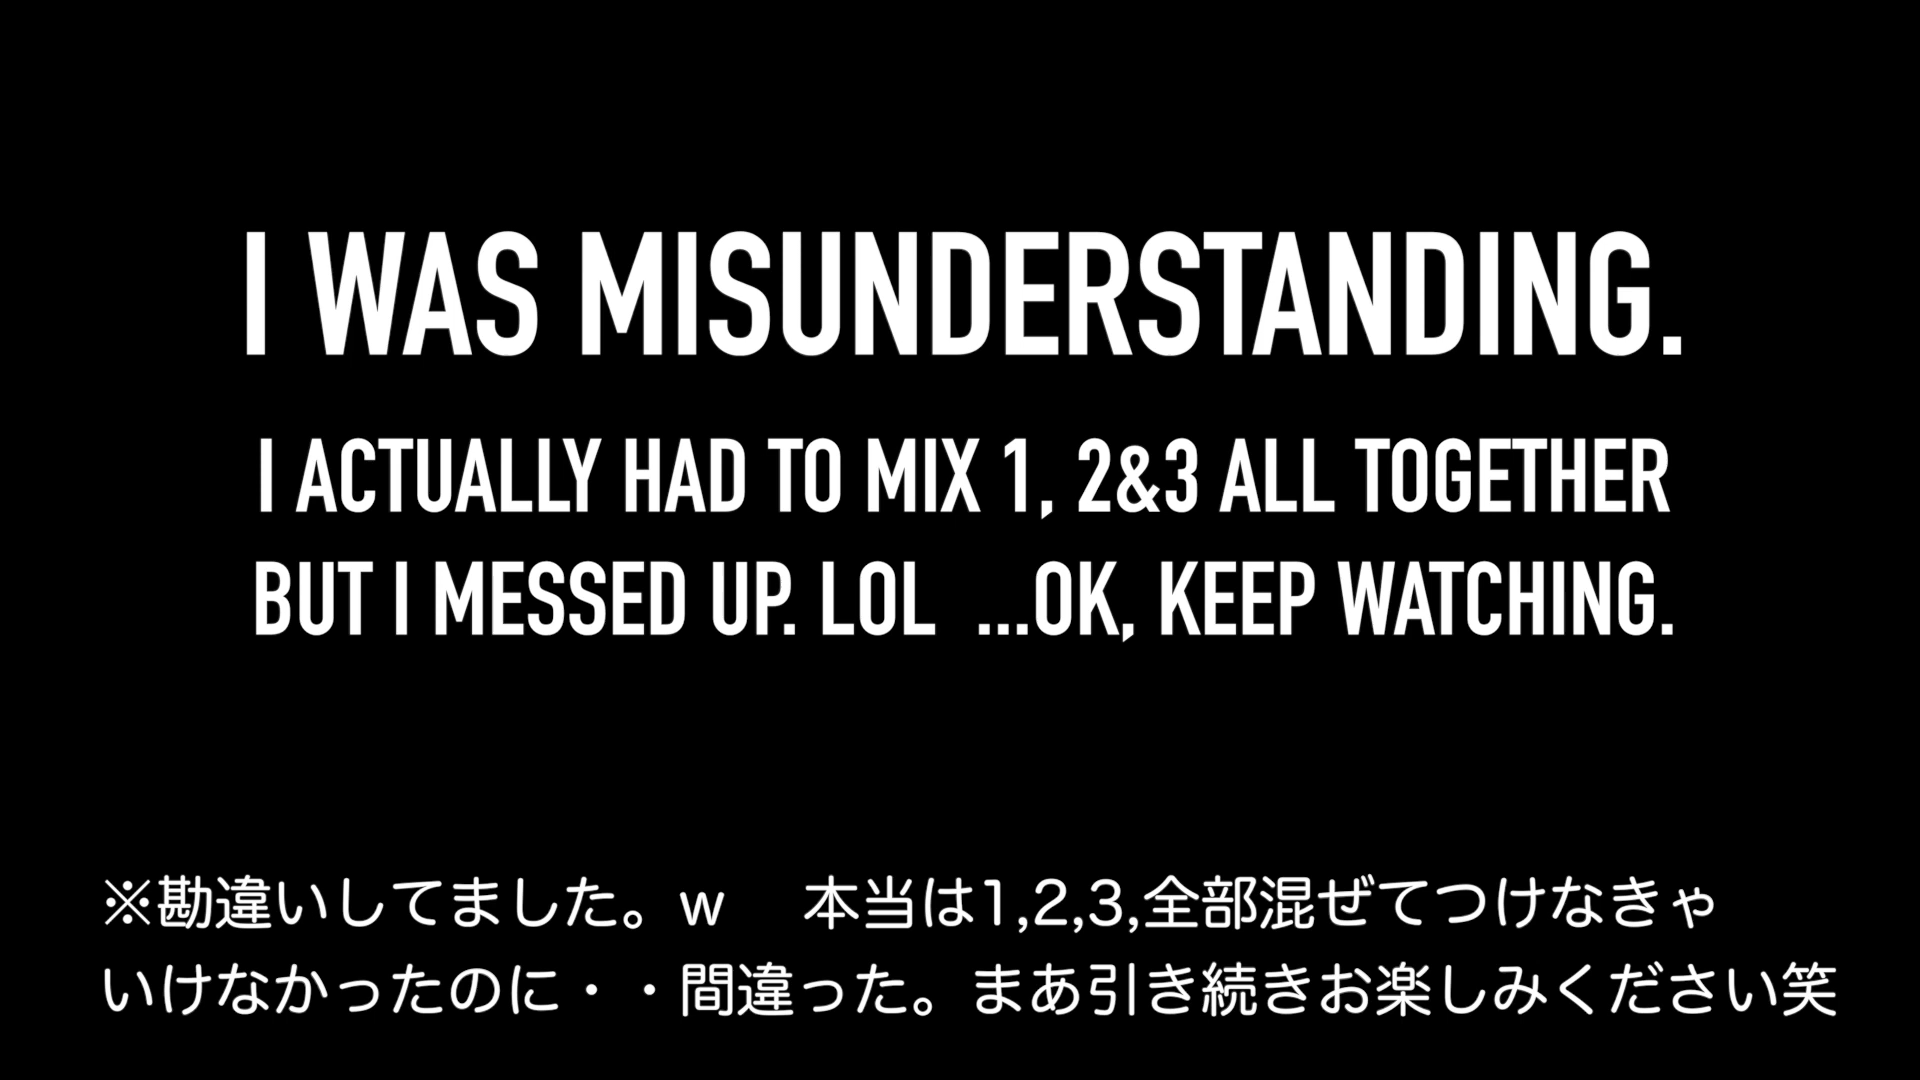 I WAS MISUNDERSTANDING.
I ACTUALLY HAD TO MIX 1, 2&3 ALL TOGETHER
BUT I MESSED UP. LOL ...OK, KEEP WATCHING.
※勘違いしてました。w 本当は1,2,3,全部混ぜてつけなきゃ
いけなかったのに・・間違った。まあ引き続きお楽しみください笑